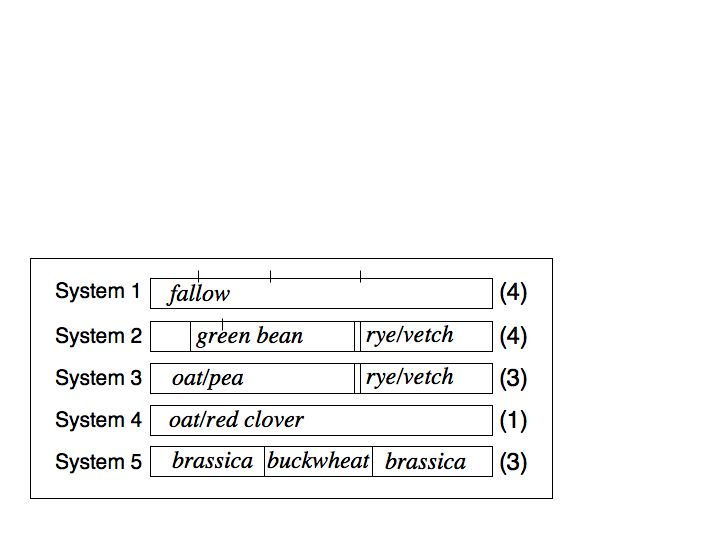 System 1 fallow (4)
System 2 green bean rye/vetch (4)
System 3 oat/pea rye/vetch (3)
System 4 oat/red clover (1)
System 5 brassica buckwheat brassica (3)